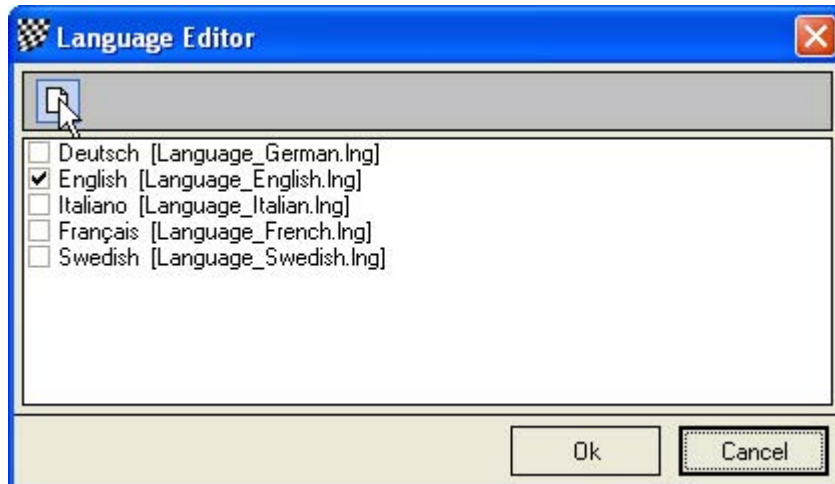 Language Editor
Deutsch [Language_German.lng]
English [Language_English.lng]
Italiano [Language_Italian.lng]
Français [Language_French.lng]
Swedish [Language_Swedish.lng]
Ok Cancel